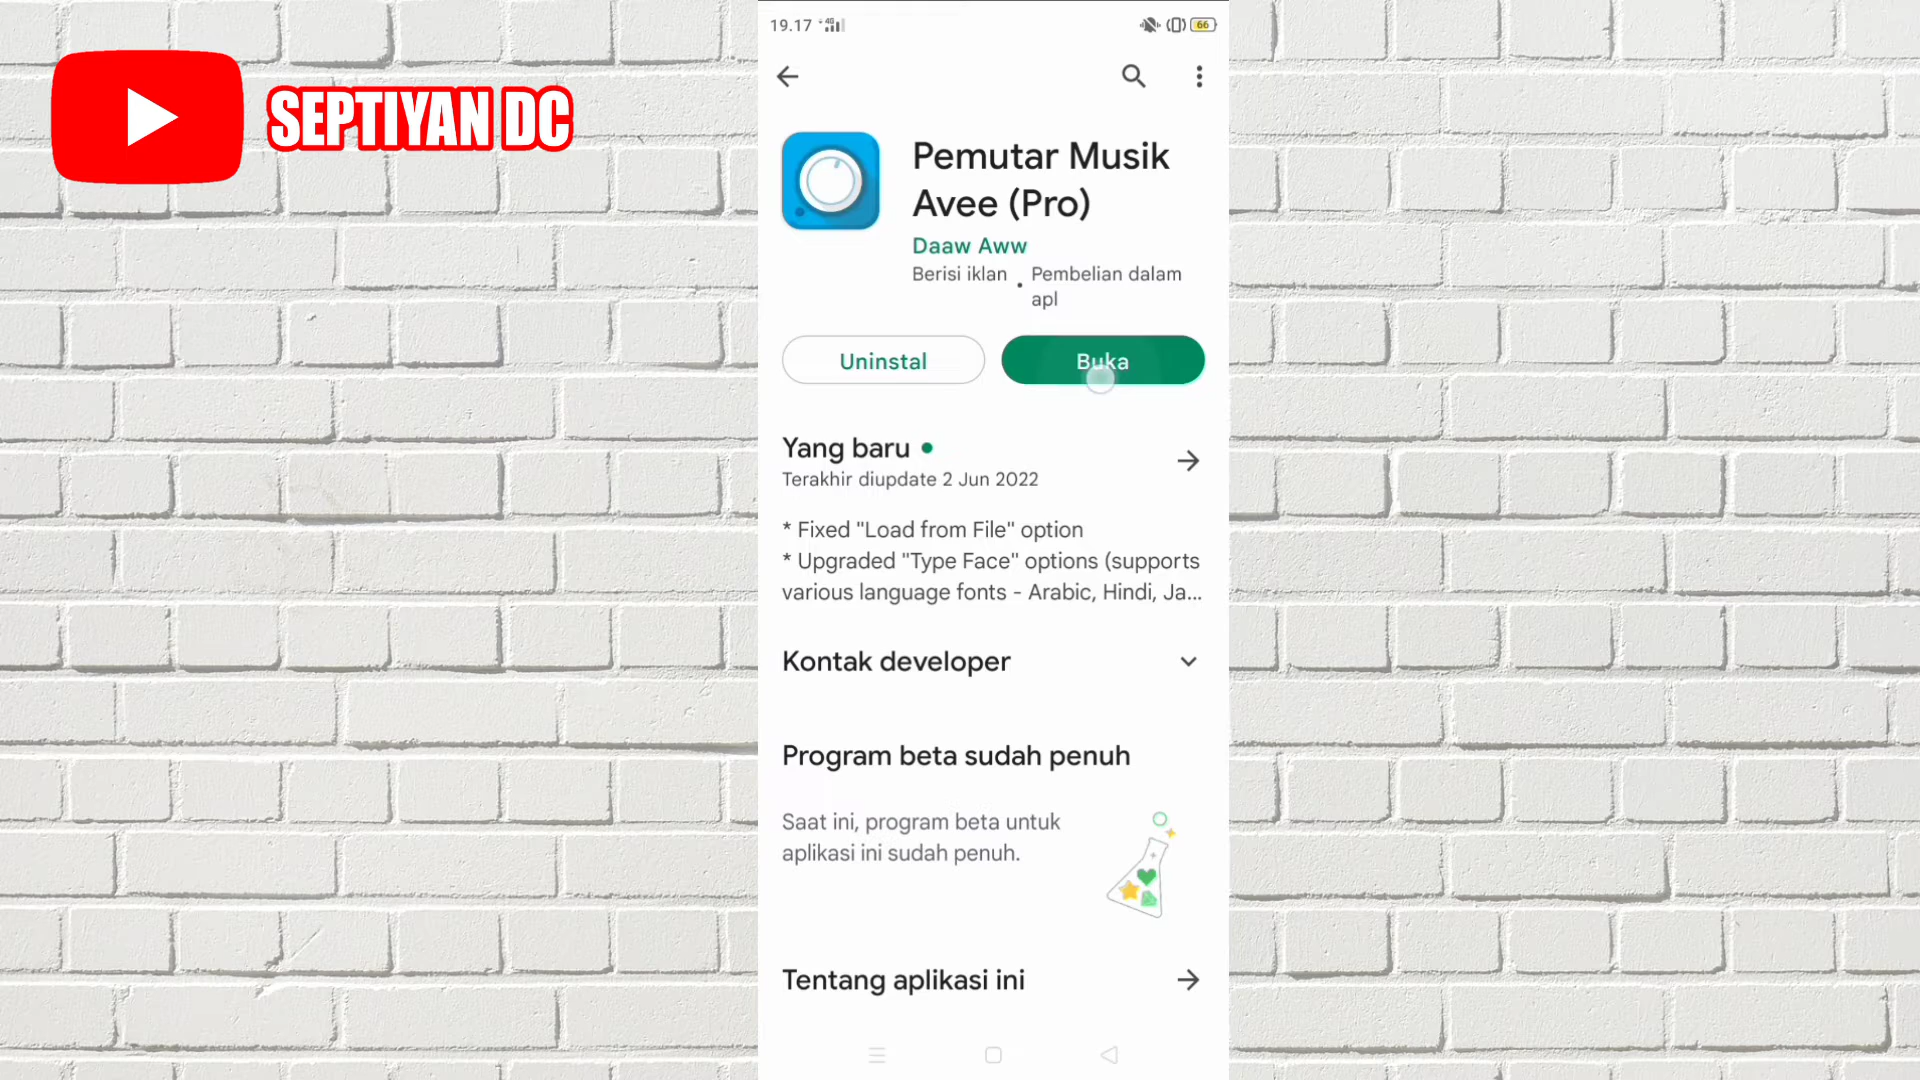 SEPTIYAN DC
19.17 4G
66
Pemutar Musik
Avee (Pro)
Daaw Aww
Berisi iklan • Pembelian dalam
apl
Uninstal
Buka
Yang baru
Terakhir diupdate 2 Jun 2022
* Fixed "Load from File" option
* Upgraded "Type Face" options (supports
various language fonts - Arabic, Hindi, Ja...
Kontak developer
Program beta sudah penuh
Saat ini, program beta untuk
aplikasi ini sudah penuh.
Tentang aplikasi ini